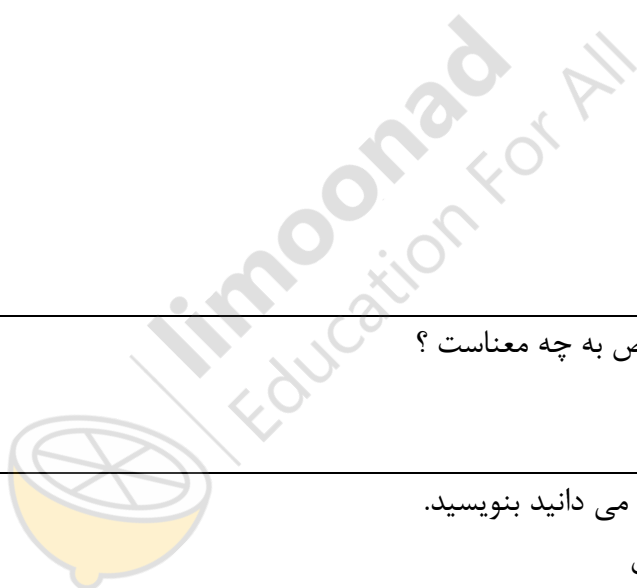 limoonad
Education For All
ص به چه معناست ؟
می دانید بنویسید.